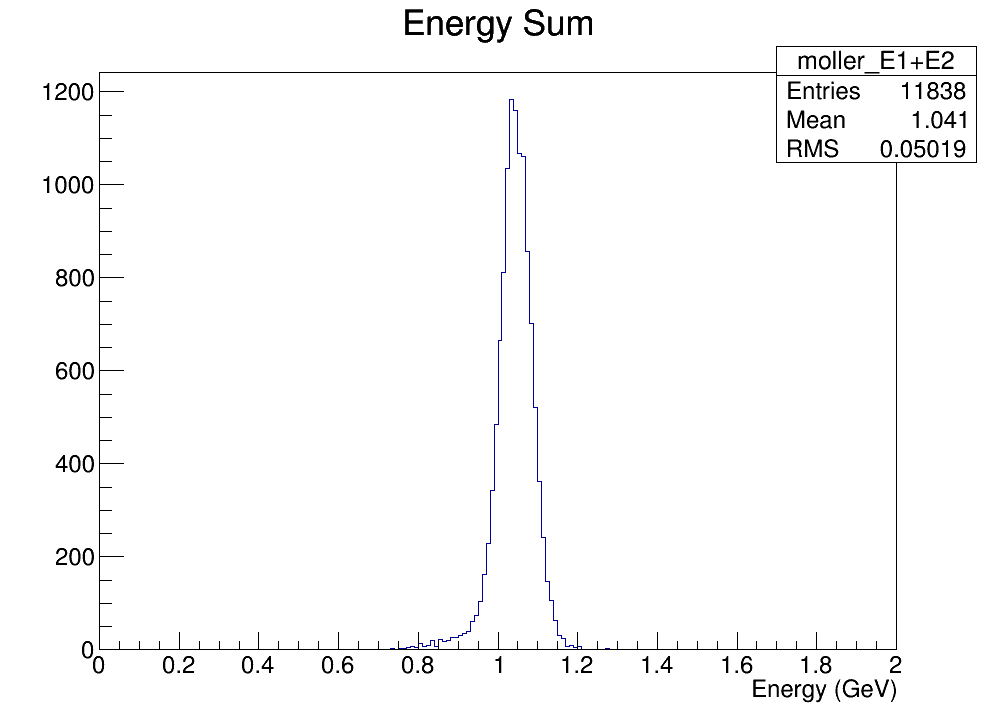 Energy Sum
moller_E1+E2
Entries 11838
Mean 1.041
RMS 0.05019
1200
1000
800
600
400
200
0
0 0.2 0.4 0.6 0.8 1 1.2 1.4 1.6 1.8 2
Energy (GeV)